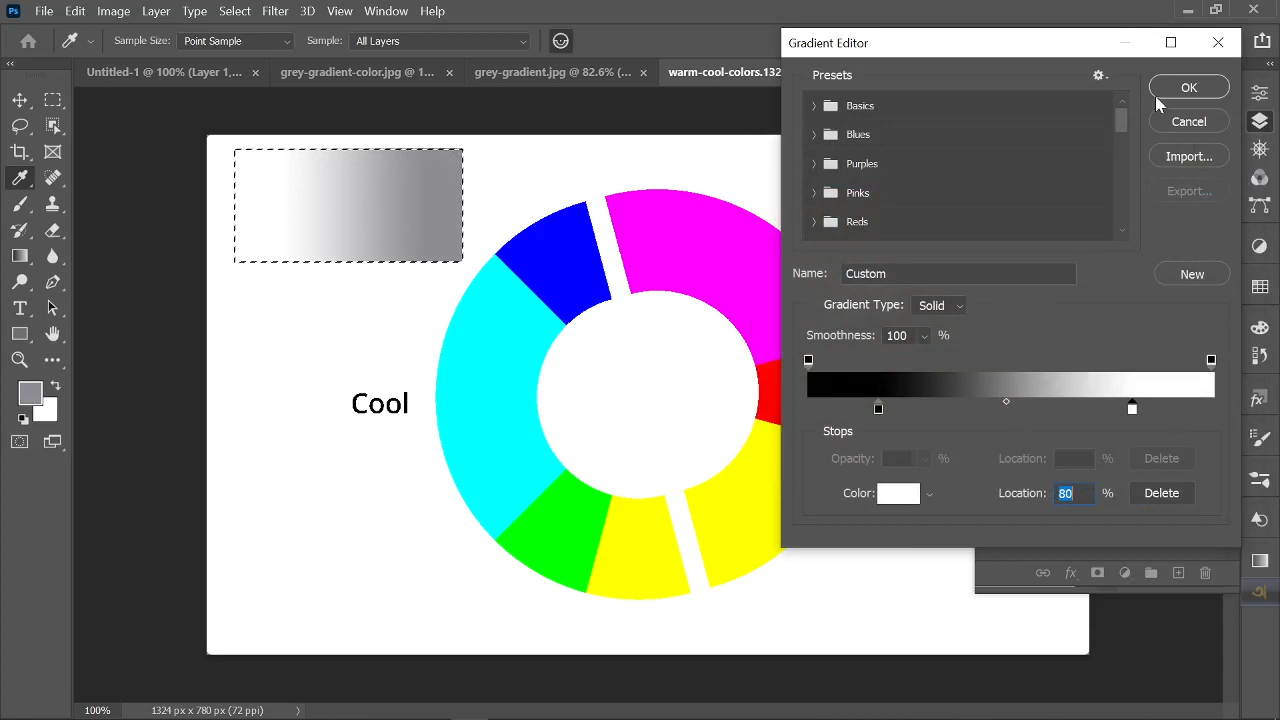 Ps File Edit Image Layer Type Select Filter 3D View Window Help
Sample Size: Point Sample Sample: All Layers
Untitled-1 @ 100% (Layer 1,... grey-gradient-color.jpg @ 1... grey-gradient.jpg @ 82.6% (... warm-cool-colors.132
Gradient Editor
Presets
Basics
Blues
Purples
Pinks
Reds
OK
Cancel
Import...
Export...
Name: Custom New
Gradient Type: Solid
Smoothness: 100 %
Stops
Opacity: % Location: % Delete
Color: Location: 80 % Delete
Cool
fx
100% 1324 px x 780 px (72 ppi)